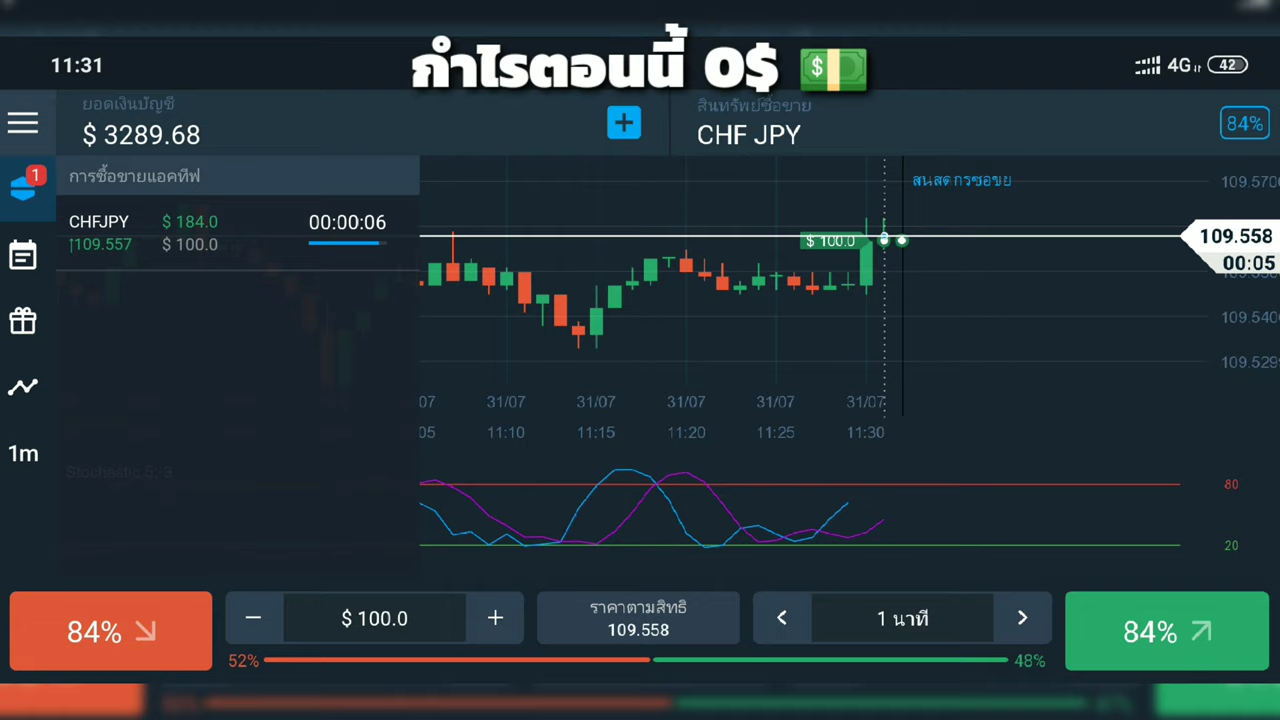 กำไรตอนนี้ 0$
11:31
4G
42
ยอดเงินบัญชี
$ 3289.68
สินทรัพย์ซื้อขาย
CHF JPY
84%
1
การซื้อขายแอคทีฟ
CHFJPY $ 184.0 00:00:06
↑109.557 $ 100.0
109.570
$ 100.0
109.558
00:05
109.540
109.529
07 31/07 31/07 31/07 31/07 31/07
05 11:10 11:15 11:20 11:25 11:30
1m
80
20
84%
− $ 100.0 +
ราคาตามสิทธิ
109.558
< 1 นาที >
84%
52% 48%